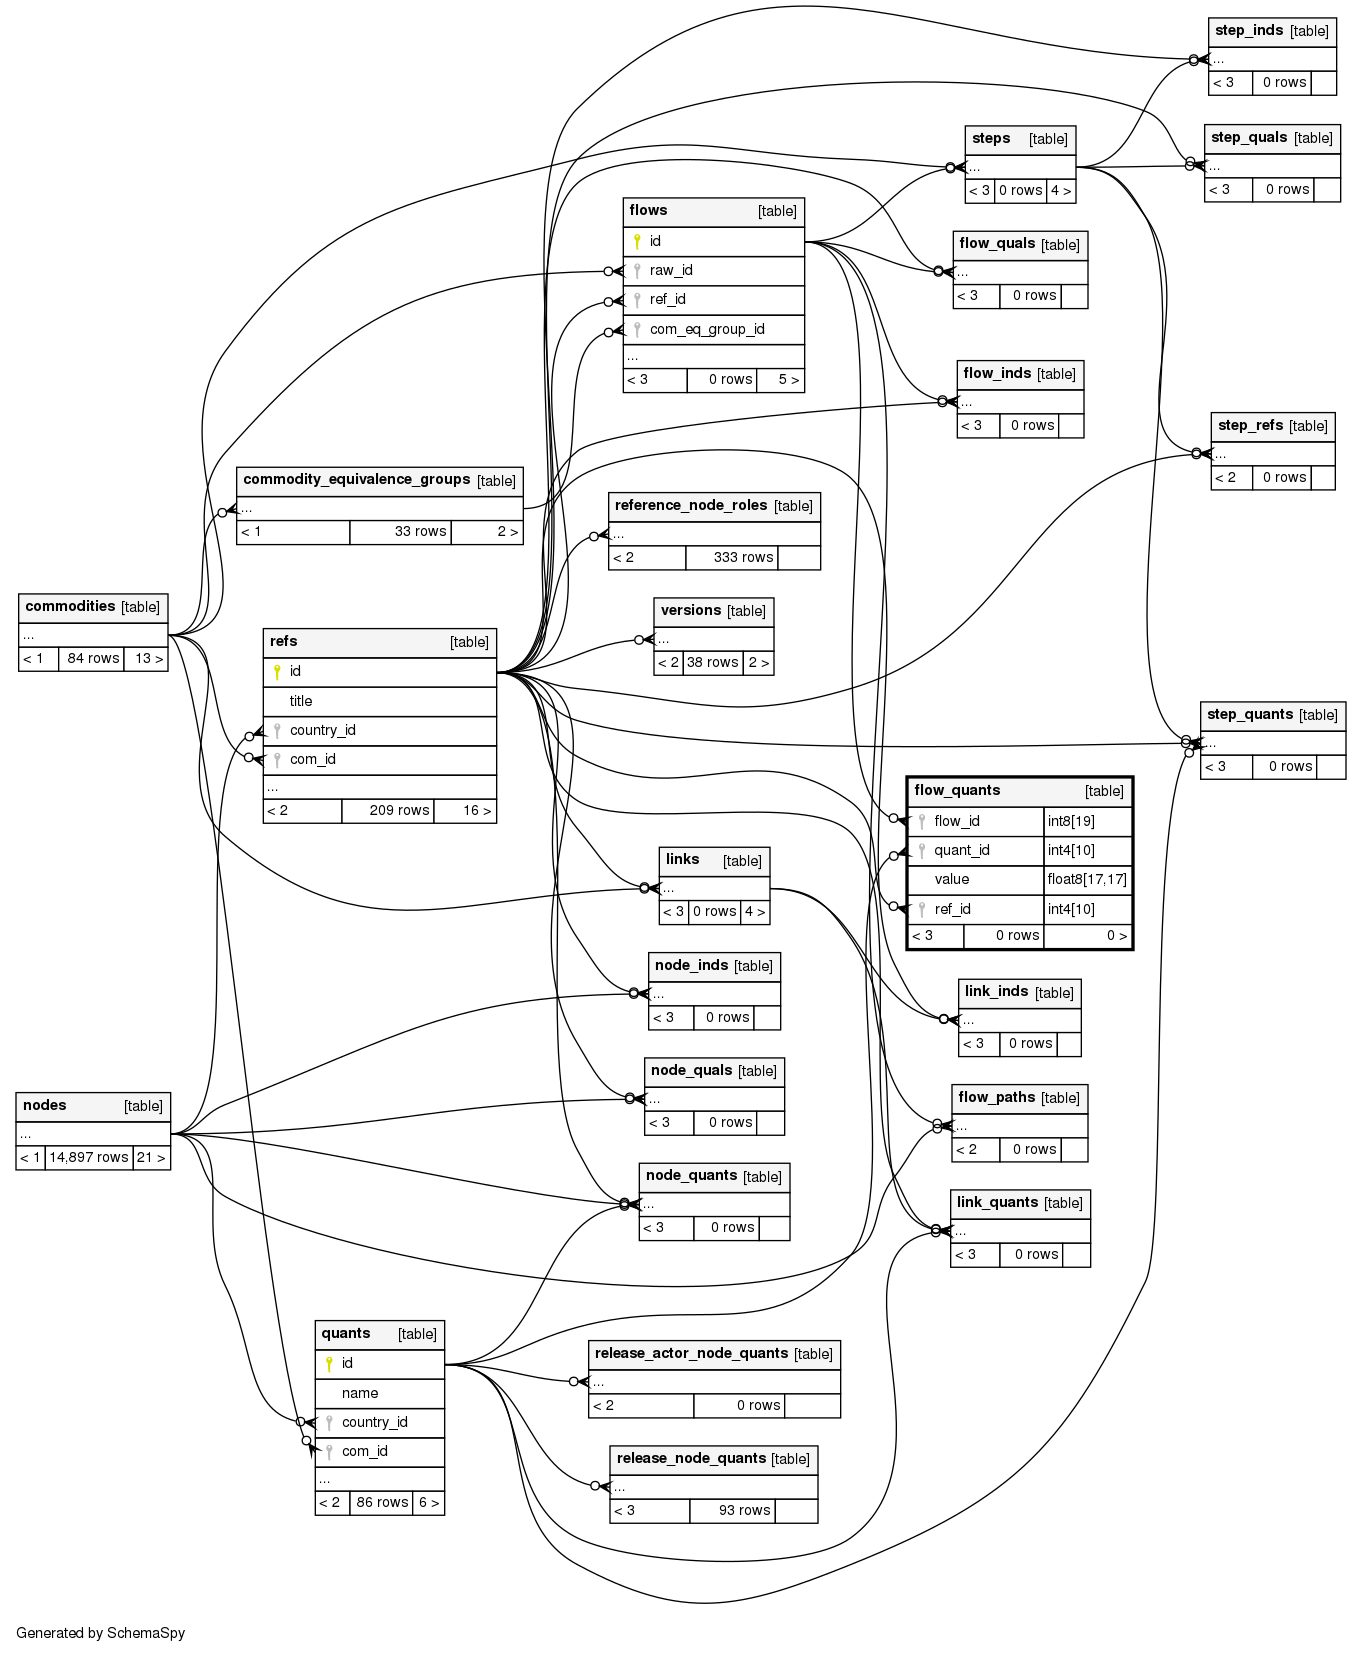 step_inds [table]
...
< 3 0 rows
step_quals [table]
...
< 3 0 rows
steps [table]
...
< 3 0 rows 4 >
flows [table]
id
raw_id
ref_id
com_eq_group_id
...
< 3 0 rows 5 >
flow_quals [table]
...
< 3 0 rows
flow_inds [table]
...
< 3 0 rows
step_refs [table]
...
< 2 0 rows
commodity_equivalence_groups [table]
...
< 1 33 rows 2 >
reference_node_roles [table]
...
< 2 333 rows
commodities [table]
...
< 1 84 rows 13 >
versions [table]
...
< 2 38 rows 2 >
refs [table]
id
title
country_id
com_id
...
< 2 209 rows 16 >
step_quants [table]
...
< 3 0 rows
flow_quants [table]
flow_id int8[19]
quant_id int4[10]
value float8[17,17]
ref_id int4[10]
< 3 0 rows 0 >
links [table]
...
< 3 0 rows 4 >
node_inds [table]
...
< 3 0 rows
link_inds [table]
...
< 3 0 rows
node_quals [table]
...
< 3 0 rows
nodes [table]
...
< 1 14,897 rows 21 >
flow_paths [table]
...
< 2 0 rows
node_quants [table]
...
< 3 0 rows
link_quants [table]
...
< 3 0 rows
quants [table]
id
name
country_id
com_id
...
< 2 86 rows 6 >
release_actor_node_quants [table]
...
< 2 0 rows
release_node_quants [table]
...
< 3 93 rows
Generated by SchemaSpy